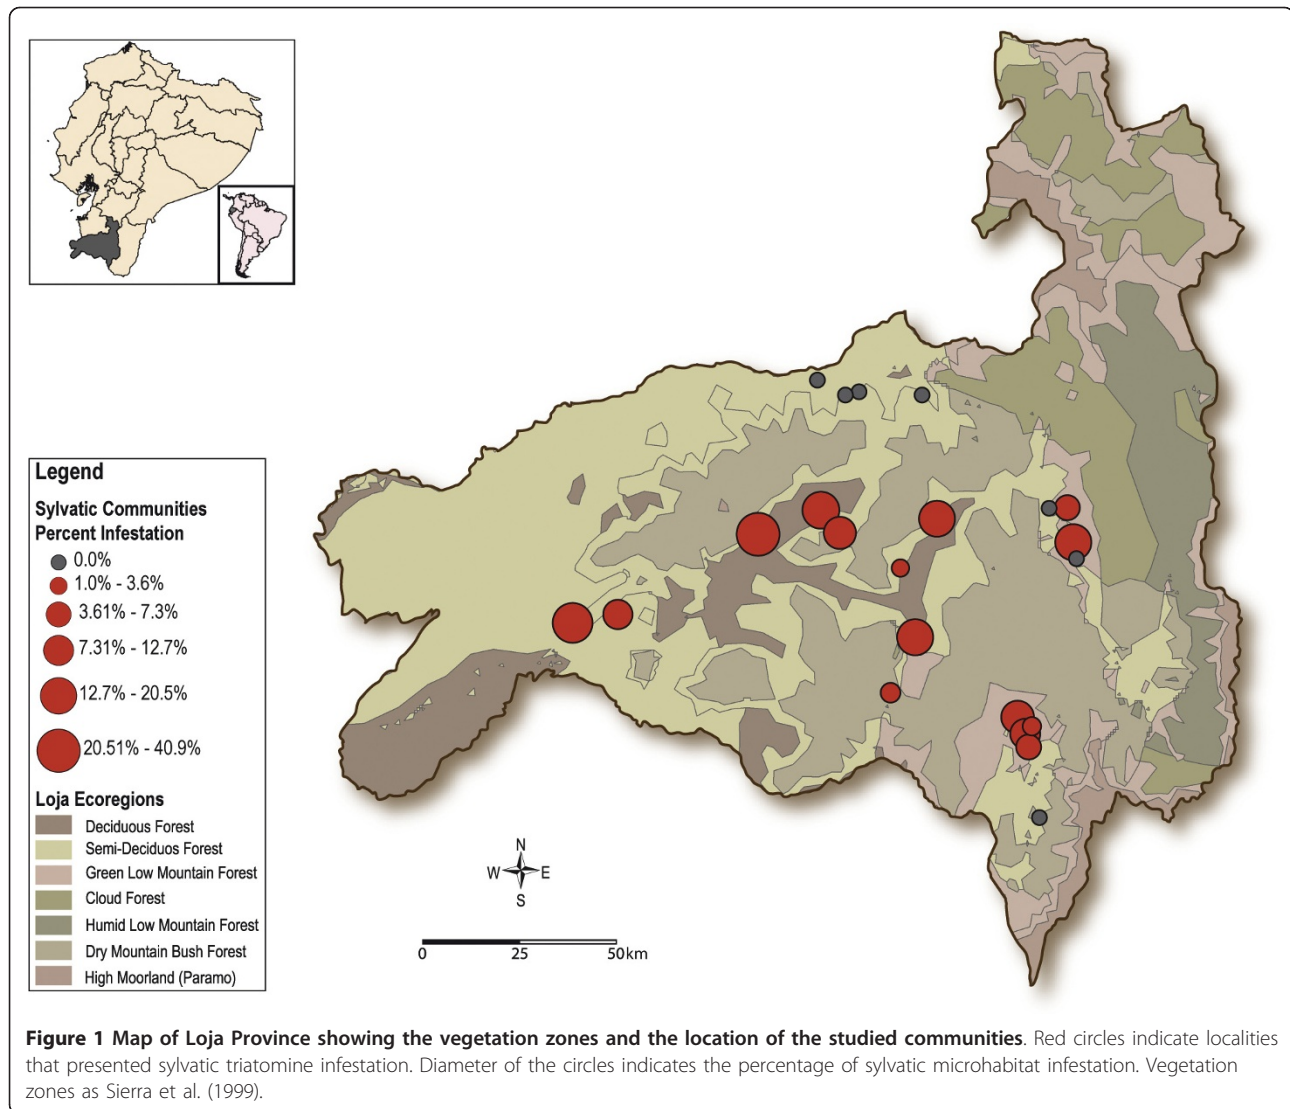 Legend
Sylvatic Communities
Percent Infestation
0.0%
1.0% - 3.6%
3.61% - 7.3%
7.31% - 12.7%
12.7% - 20.5%
20.51% - 40.9%
Loja Ecoregions
Deciduous Forest
Semi-Deciduos Forest
Green Low Mountain Forest
Cloud Forest
Humid Low Mountain Forest
Dry Mountain Bush Forest
High Moorland (Paramo)
N
W E
S
0 25 50km
Figure 1 Map of Loja Province showing the vegetation zones and the location of the studied communities. Red circles indicate localities
that presented sylvatic triatomine infestation. Diameter of the circles indicates the percentage of sylvatic microhabitat infestation. Vegetation
zones as Sierra et al. (1999).